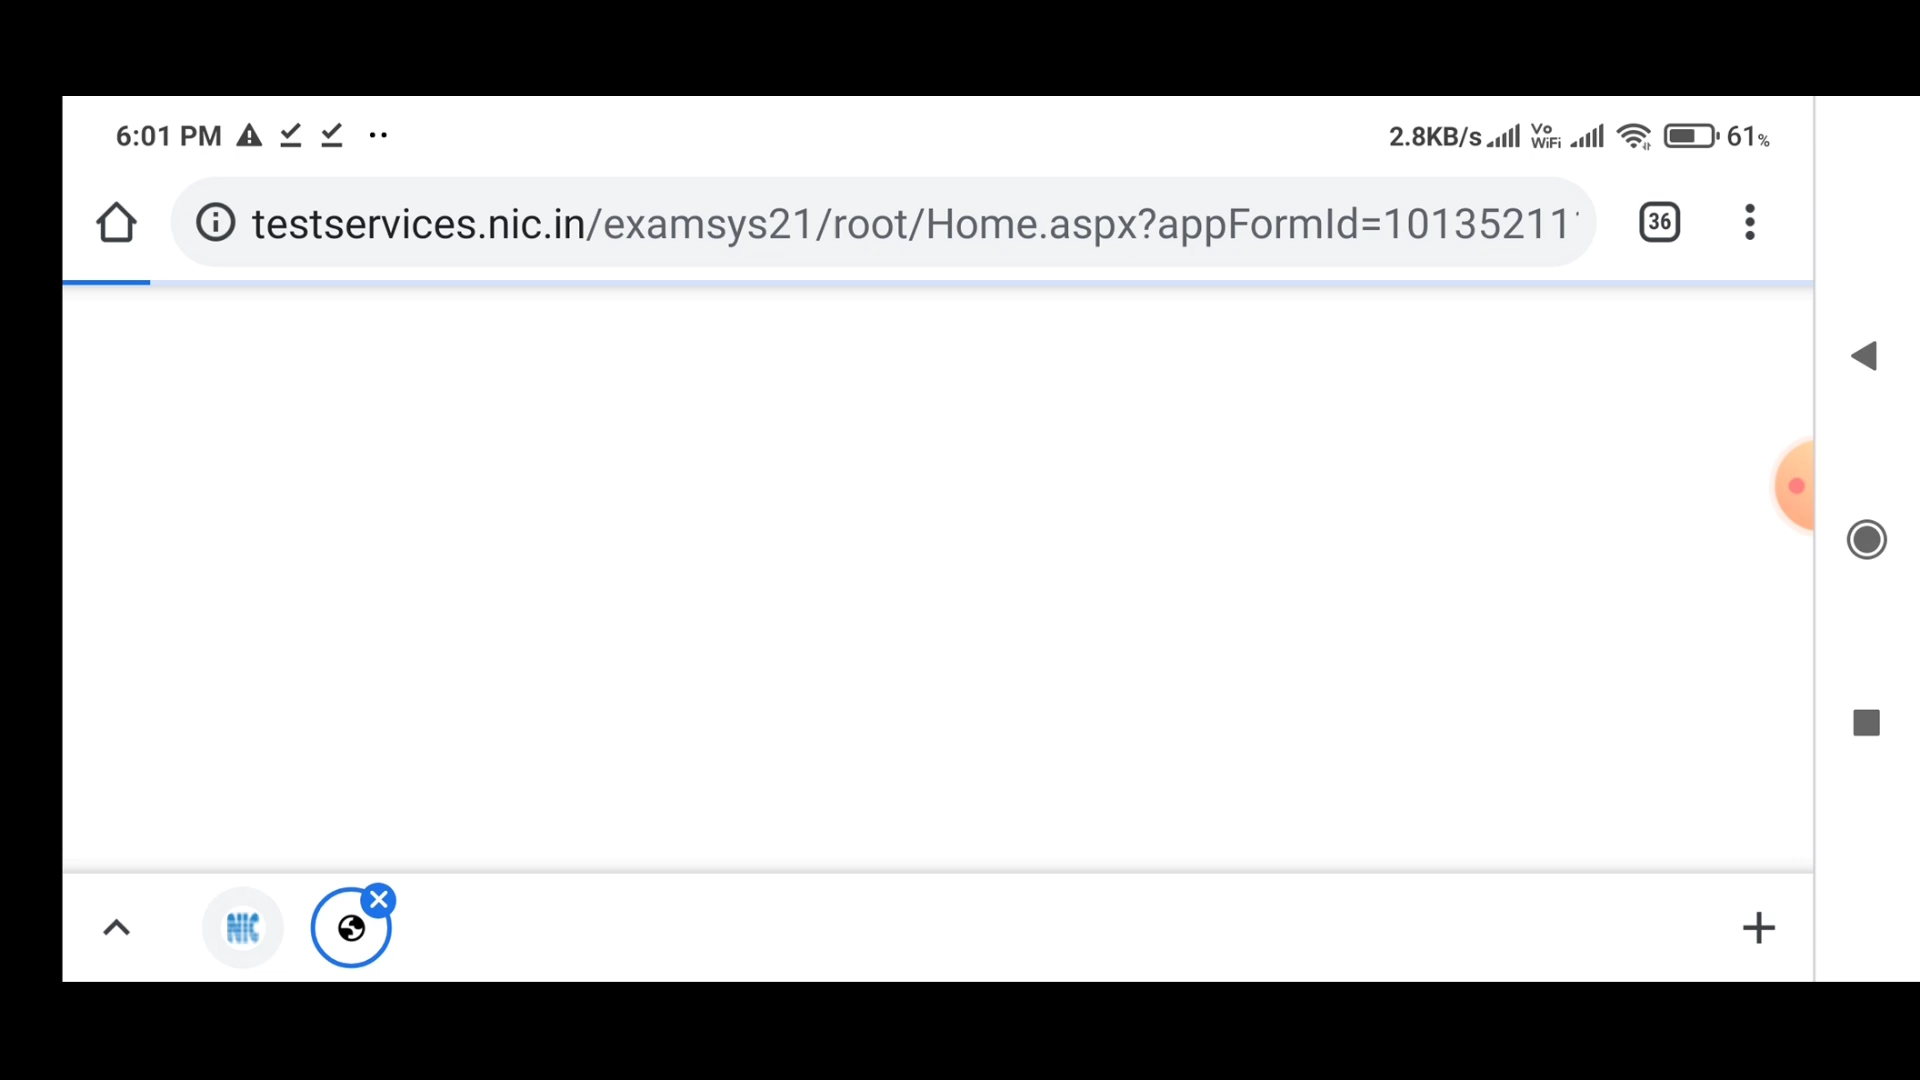 6:01 PM
2.8KB/s Vo WiFi 61%
testservices.nic.in/examsys21/root/Home.aspx?appFormId=10135211
36
NIC